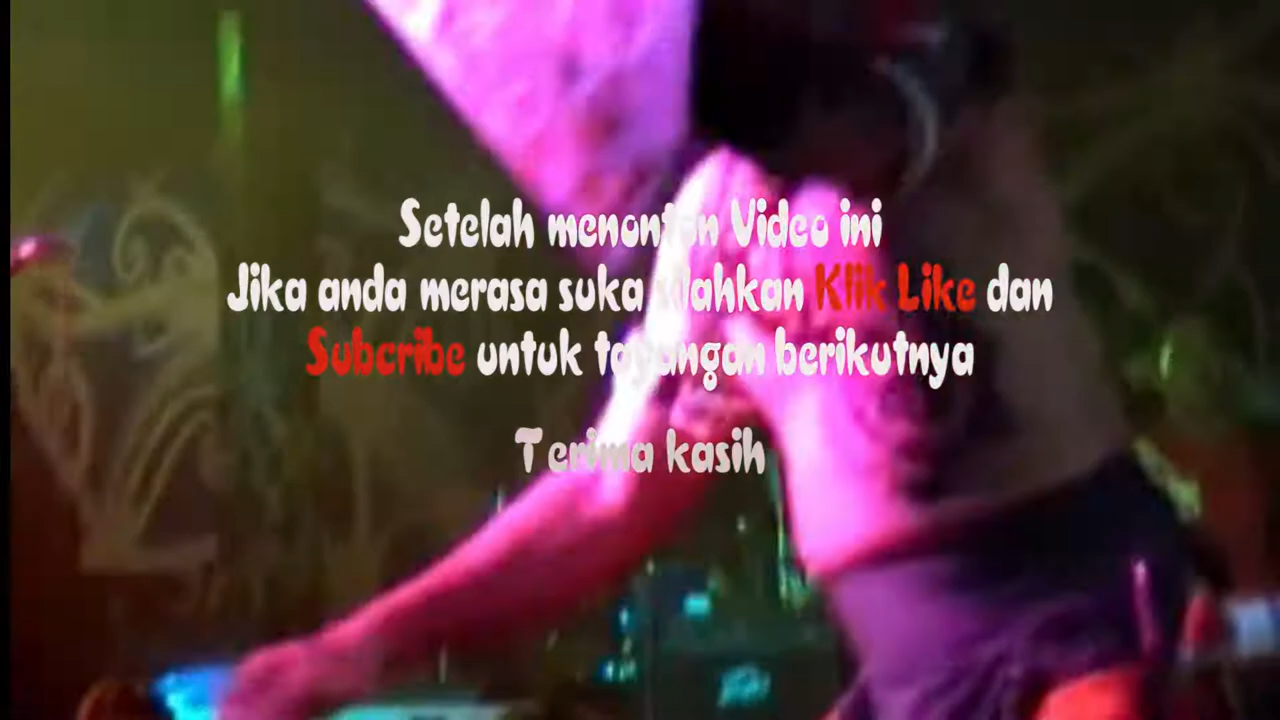 Setelah menonton Video ini
Jika anda merasa suka silahkan Klik Like dan
Subcribe untuk tayangan berikutnya
Terima kasih